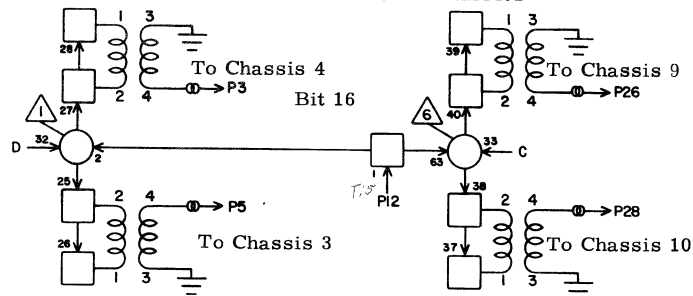 1 3 1 3
28 39
To Chassis 4 To Chassis 9
2 4 P3 2 4 P26
27 Bit 16 40
1 6
D 32 2 63 33 C
1
T15 P12
25 38
2 4 P5 2 4 P28
26 To Chassis 3 37 To Chassis 10
1 3 1 3